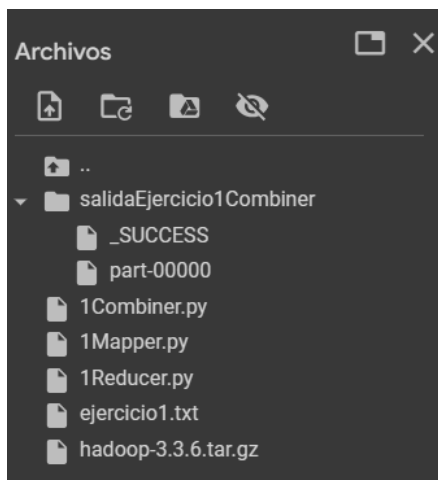 Archivos
..
salidaEjercicio1Combiner
_SUCCESS
part-00000
1Combiner.py
1Mapper.py
1Reducer.py
ejercicio1.txt
hadoop-3.3.6.tar.gz